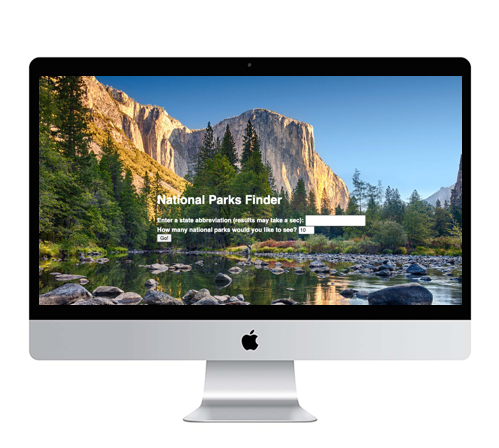 National Parks Finder
Enter a state abbreviation (results may take a sec):
How many national parks would you like to see? 10
Go!